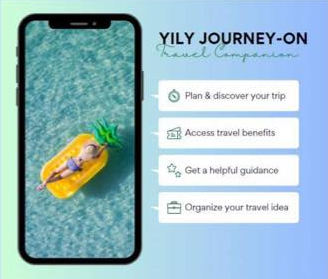 YILY JOURNEY-ON
Travel Companion
Plan & discover your trip
Access travel benefits
Get a helpful guidance
Organize your travel idea